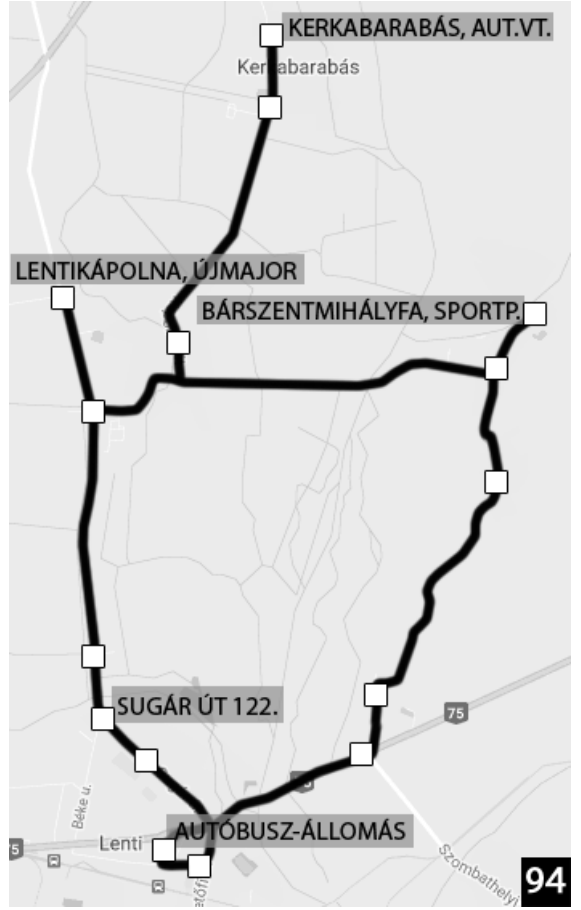 KERKABARABÁS, AUT.VT.
Kerkabarabás
LENTIKÁPOLNA, ÚJMAJOR
BÁRSZENTMIHÁLYFA, SPORTP.
SUGÁR ÚT 122.
75
Béke u.
AUTÓBUSZ-ÁLLOMÁS
Lenti
75
Szombathelyi
94